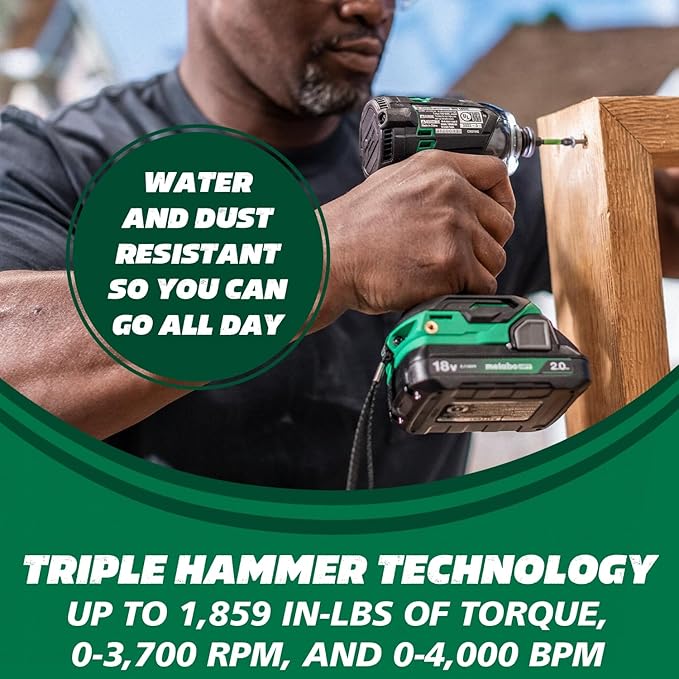 WATER
AND DUST
RESISTANT
SO YOU CAN
GO ALL DAY
18V
metabo HPT
2.0
TRIPLE HAMMER TECHNOLOGY
UP TO 1,859 IN-LBS OF TORQUE,
0-3,700 RPM, AND 0-4,000 BPM